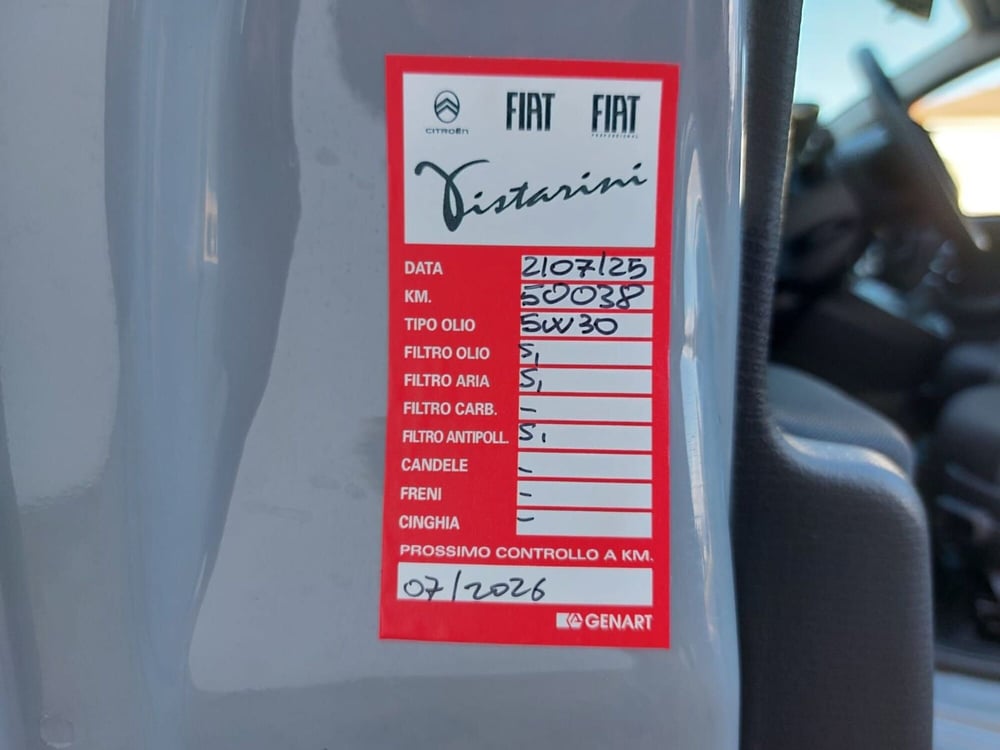 CITROËN FIAT FIAT
PROFESSIONAL
Vistarini
DATA 2/07/25
KM. 50038
TIPO OLIO 5W30
FILTRO OLIO Si
FILTRO ARIA Si
FILTRO CARB. -
FILTRO ANTIPOLL. Si
CANDELE -
FRENI -
CINGHIA -
PROSSIMO CONTROLLO A KM.
07/2026
GENART